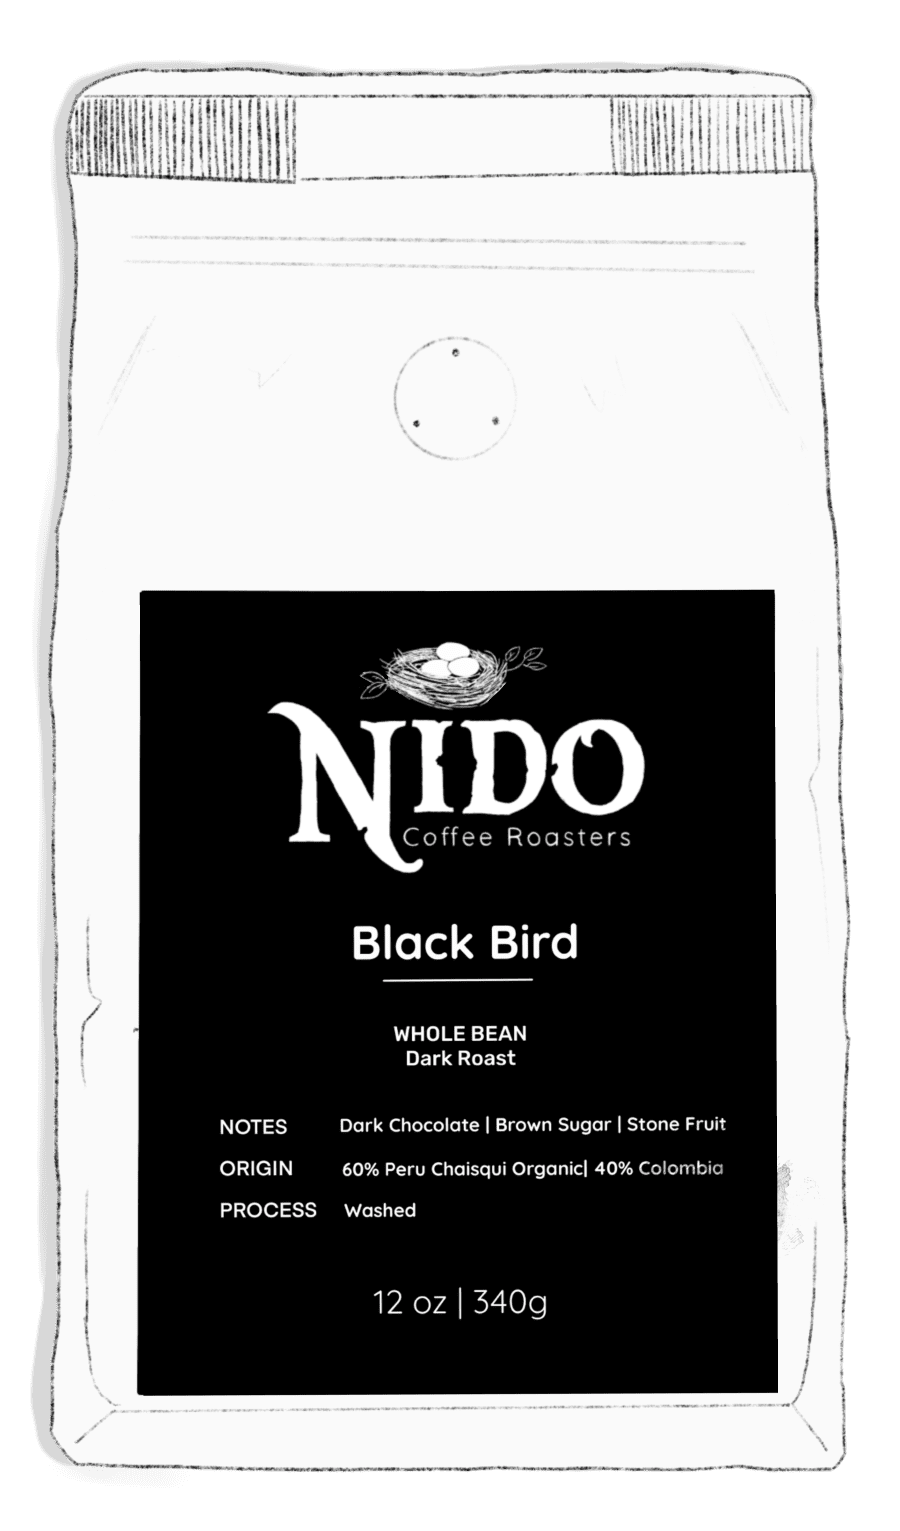 NIDO
Coffee Roasters
Black Bird
WHOLE BEAN
Dark Roast
NOTES Dark Chocolate | Brown Sugar | Stone Fruit
ORIGIN 60% Peru Chaisqui Organic| 40% Colombia
PROCESS Washed
12 oz | 340g